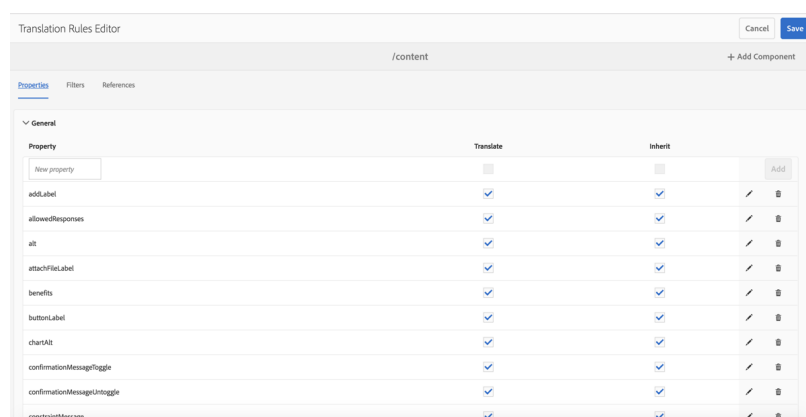 Translation Rules Editor
Cancel
Save
/content
+ Add Component
Properties Filters References
General
Property Translate Inherit
New property
Add
addLabel
allowedResponses
alt
attachFileLabel
benefits
buttonLabel
chartAlt
confirmationMessageToggle
confirmationMessageUntoggle
constraintMessage